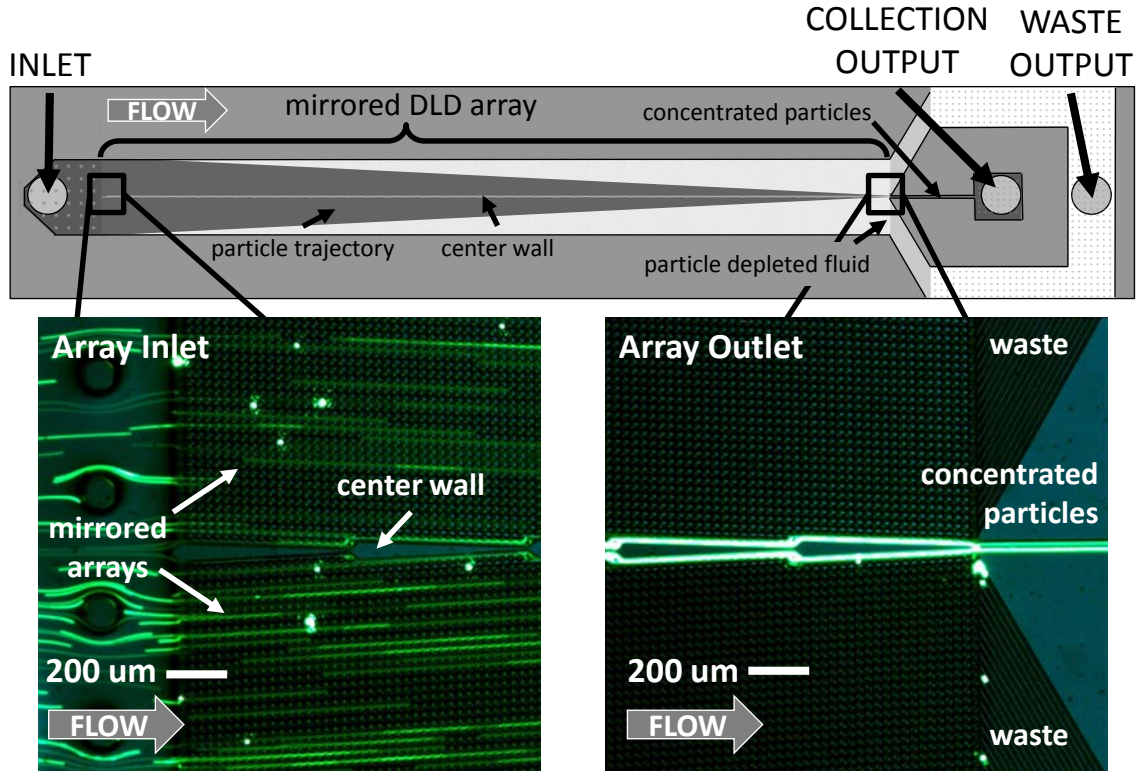 INLET
COLLECTION
OUTPUT
WASTE
OUTPUT
FLOW
mirrored DLD array
concentrated particles
particle trajectory
center wall
particle depleted fluid
Array Inlet
center wall
mirrored
arrays
200 um
FLOW
Array Outlet
waste
concentrated
particles
200 um
FLOW
waste